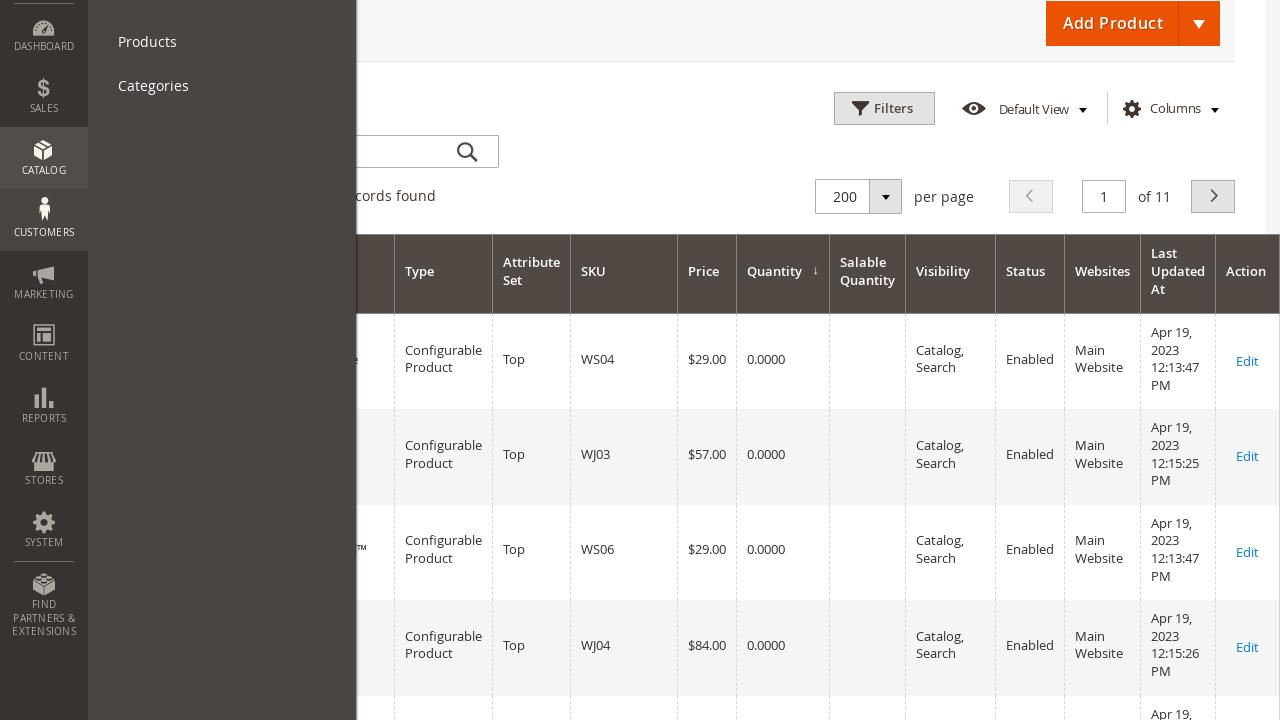 DASHBOARD
SALES
CATALOG
CUSTOMERS
MARKETING
CONTENT
REPORTS
STORES
SYSTEM
FIND
PARTNERS &
EXTENSIONS
Products
Categories
Add Product
Filters
Default View
Columns
cords found
200
per page
1
of 11
Type
Attribute
Set
SKU
Price
Quantity ↓
Salable
Quantity
Visibility
Status
Websites
Last
Updated
At
Action
Configurable
Product
Top
WS04
$29.00
0.0000
Catalog,
Search
Enabled
Main
Website
Apr 19,
2023
12:13:47
PM
Edit
Configurable
Product
Top
WJ03
$57.00
0.0000
Catalog,
Search
Enabled
Main
Website
Apr 19,
2023
12:15:25
PM
Edit
™
Configurable
Product
Top
WS06
$29.00
0.0000
Catalog,
Search
Enabled
Main
Website
Apr 19,
2023
12:13:47
PM
Edit
Configurable
Product
Top
WJ04
$84.00
0.0000
Catalog,
Search
Enabled
Main
Website
Apr 19,
2023
12:15:26
PM
Edit
Apr 19,